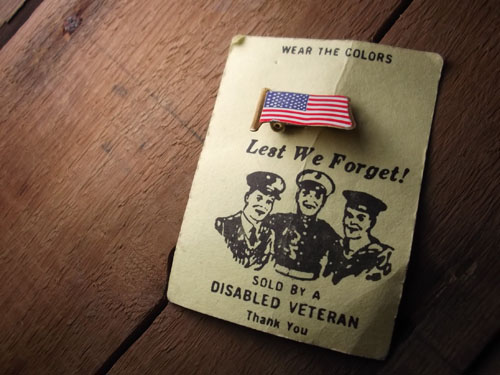 WEAR THE COLORS
Lest We Forget!
SOLD BY A
DISABLED VETERAN
Thank You